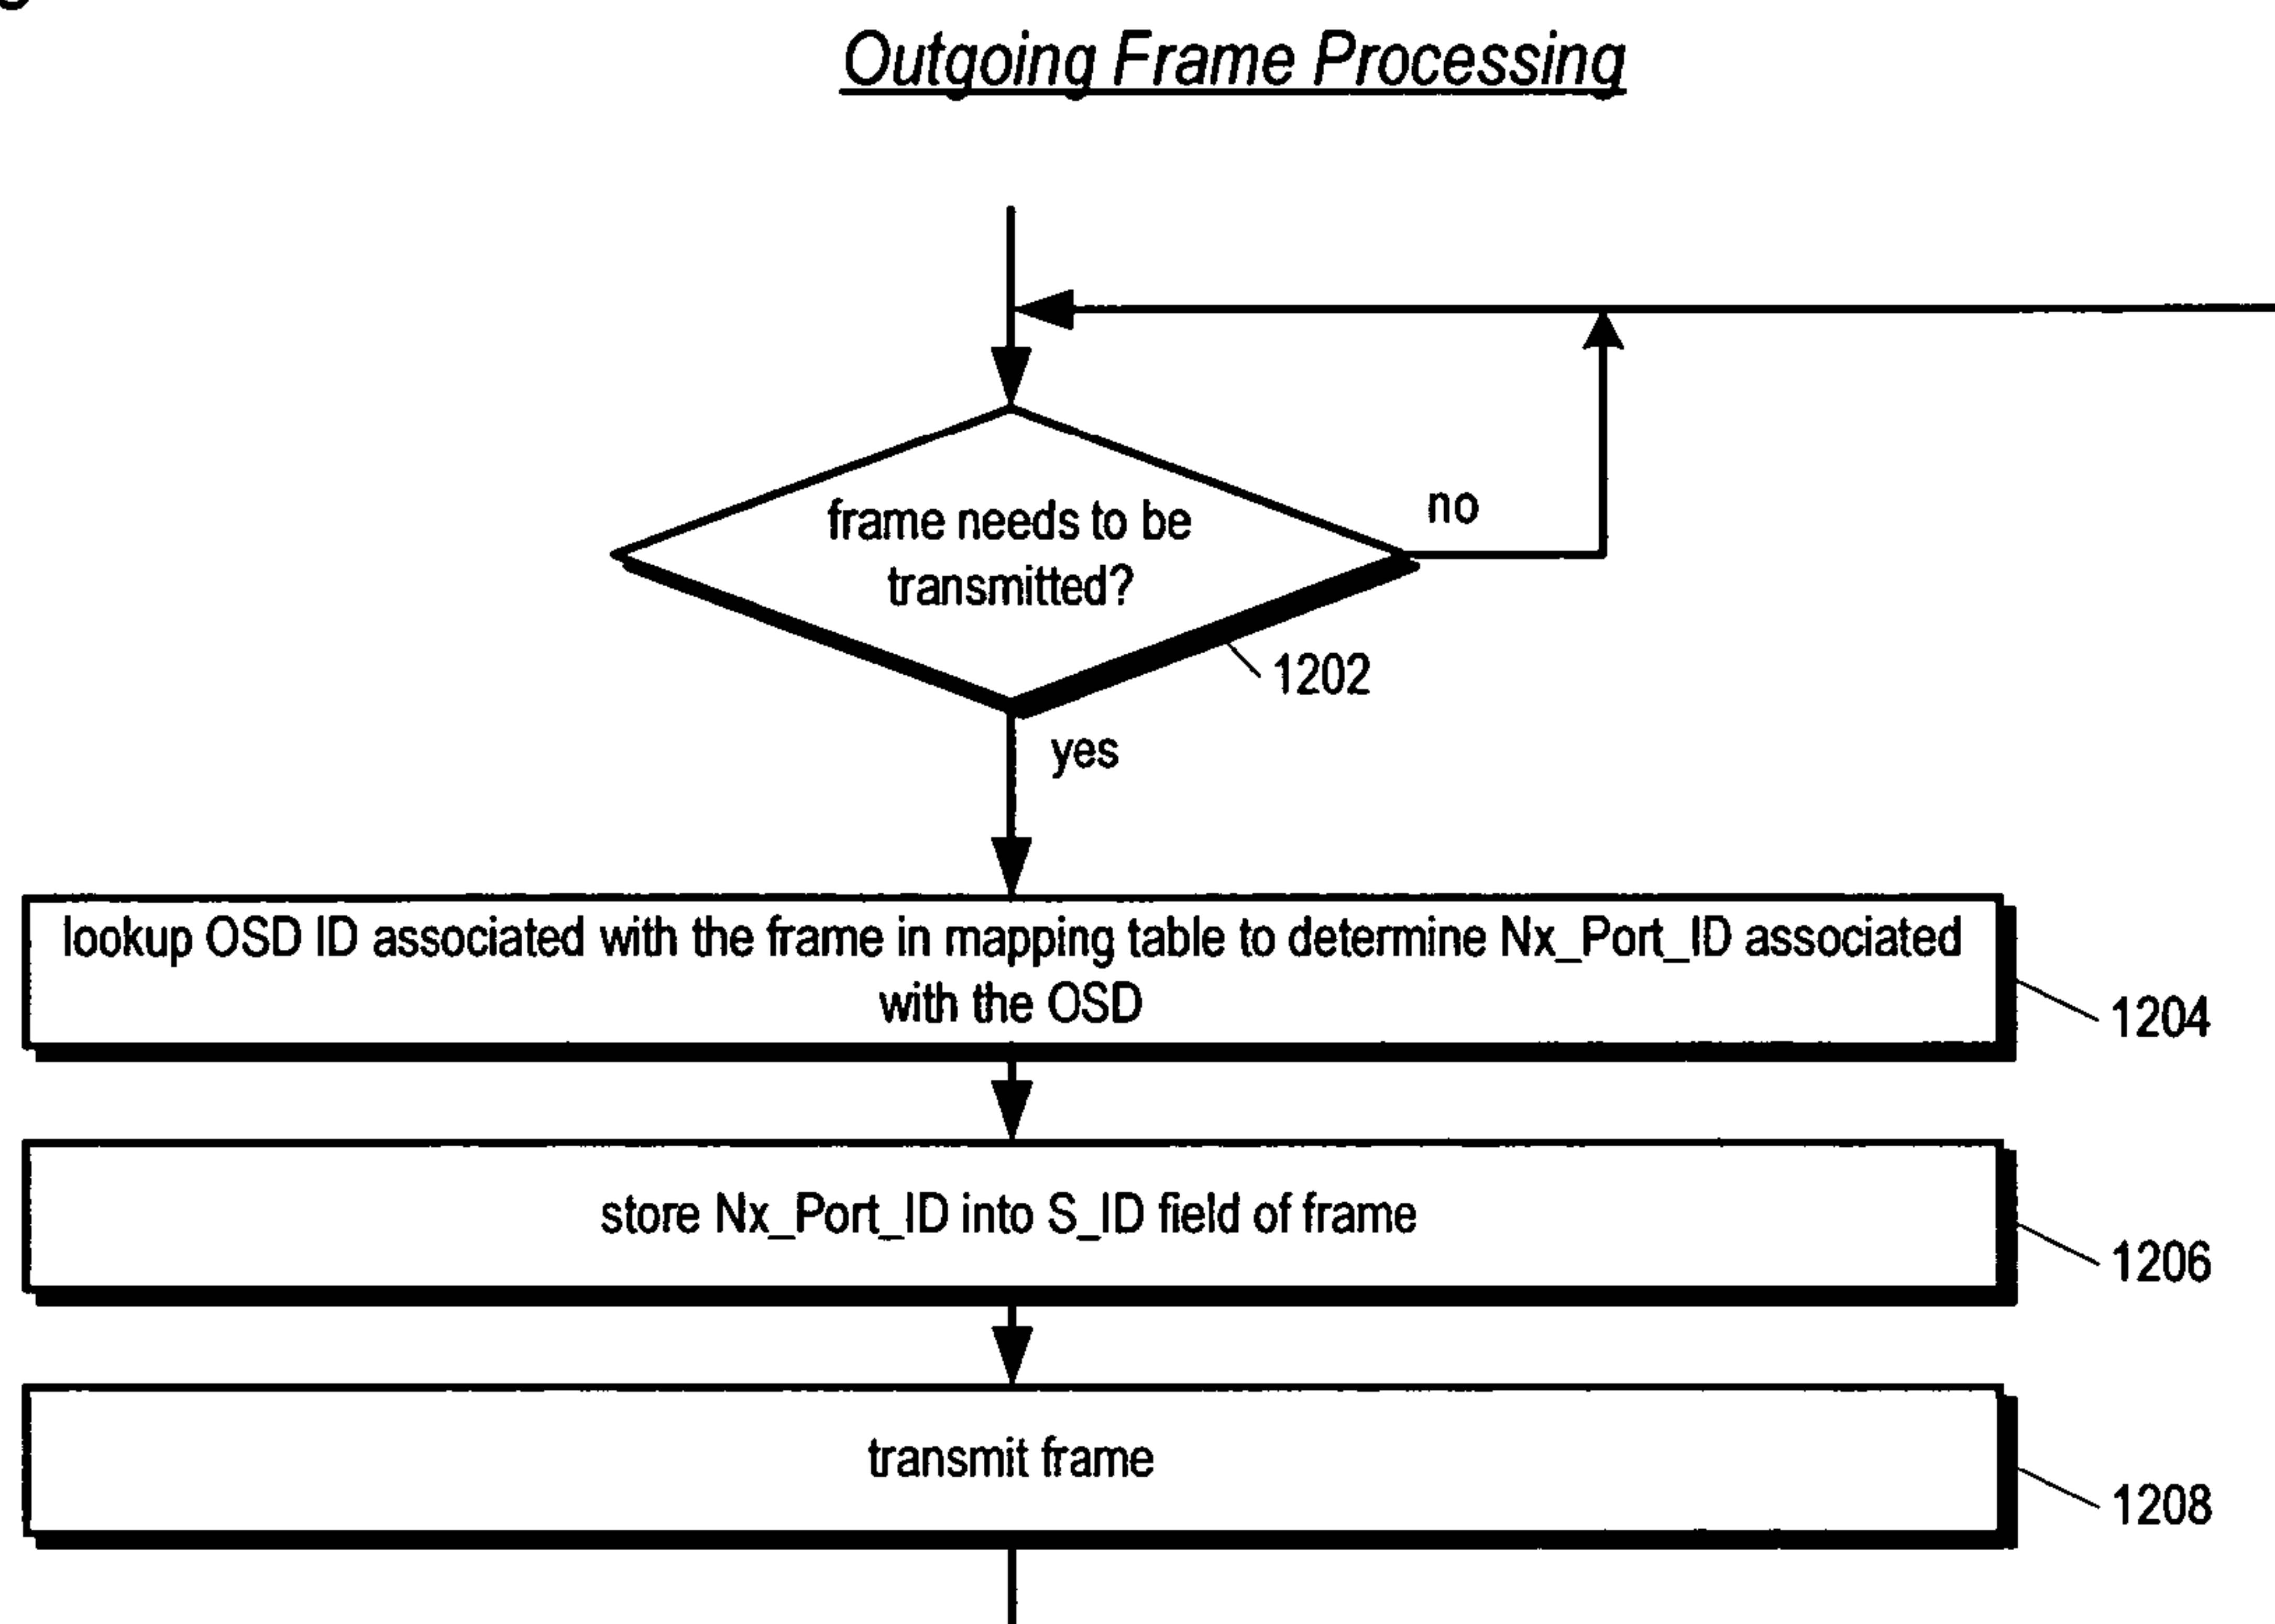 Outgoing Frame Processing
frame needs to be
transmitted?
no
1202
yes
lookup OSD ID associated with the frame in mapping table to determine Nx_Port_ID associated
with the OSD
1204
store Nx_Port_ID into S_ID field of frame
1206
transmit frame
1208